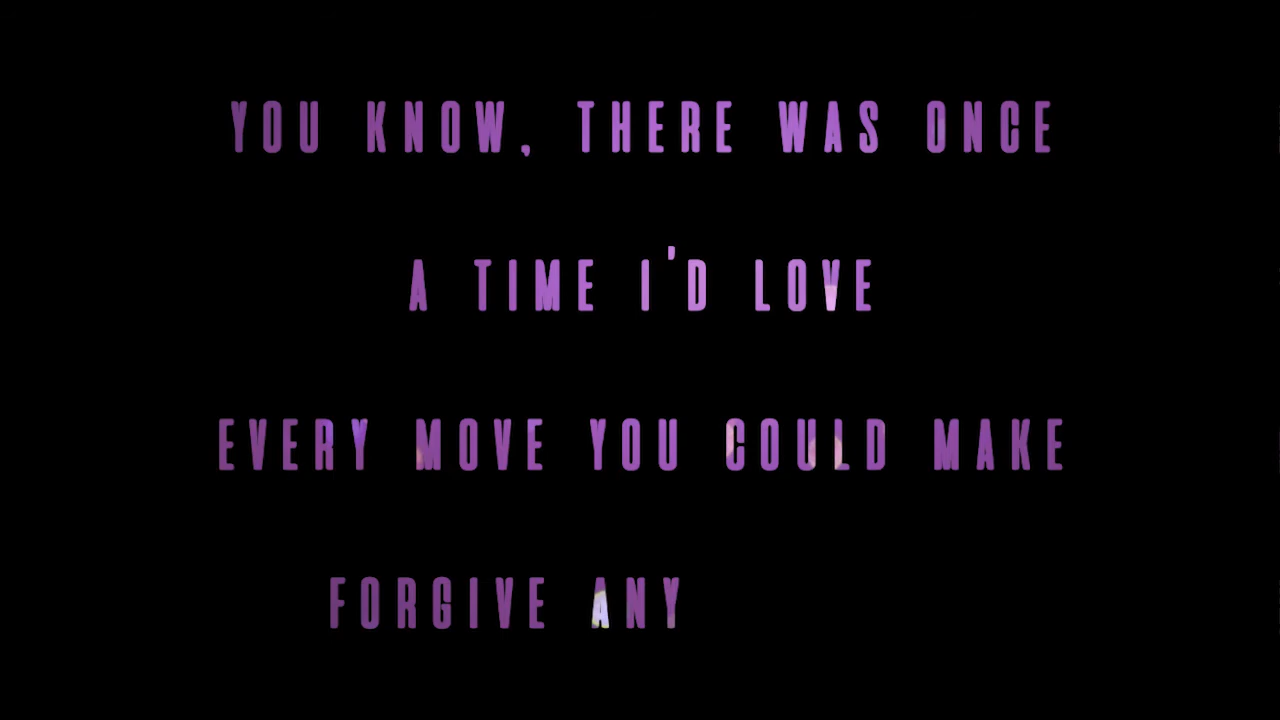 YOU KNOW, THERE WAS ONCE
A TIME I'D LOVE
EVERY MOVE YOU COULD MAKE
FORGIVE ANY